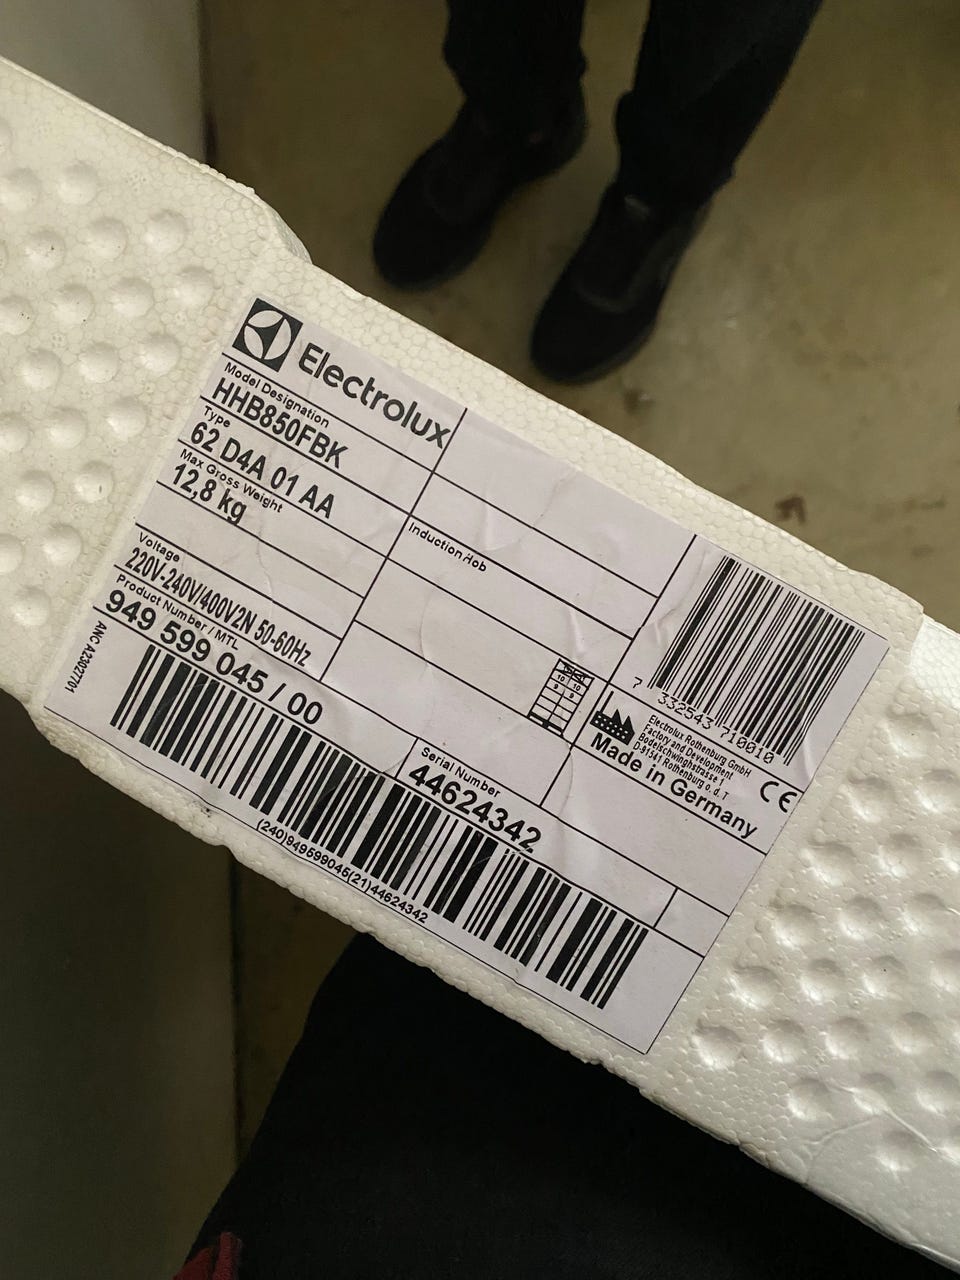 Electrolux
Model Designation
HHB850FBK
Type
62 D4A 01 AA
Max Gross Weight
12,8 kg
Induction Hob
Voltage
220V-240V/400V2N 50-60Hz
Product Number / MTL
949 599 045 / 00
ANC A23027701
7 332543 710010
Electrolux Rothenburg GmbH
Factory and Development
Bodelschwinghstrasse 1
D-91541 Rothenburg o.d.T
Made in Germany
CE
Serial Number
44624342
(240)949599045(21)44624342